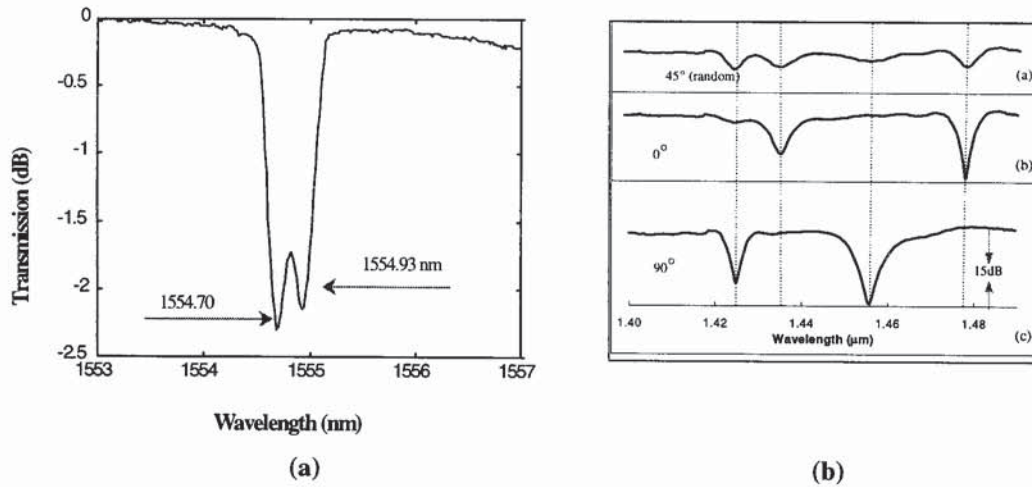 0
-0.5
-1
-1.5
-2
-2.5
Transmission (dB)
1554.93 nm
1554.70
1553
1554
1555
1556
1557
Wavelength (nm)
(a)
45° (random)
(a)
0°
(b)
90°
15dB
1.40
1.42
1.44
1.46
1.48
Wavelength (μm)
(c)
(b)